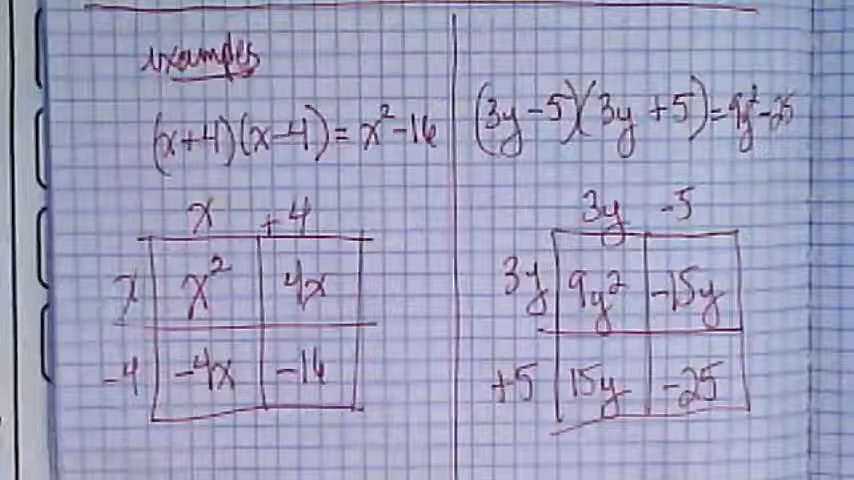 examples
(x+4)(x-4) = x²-16
x +4
x x² 4x
-4 -4x -16
(3y-5)(3y+5)=9y²-25
3y -5
3y 9y² -15y
+5 15y -25